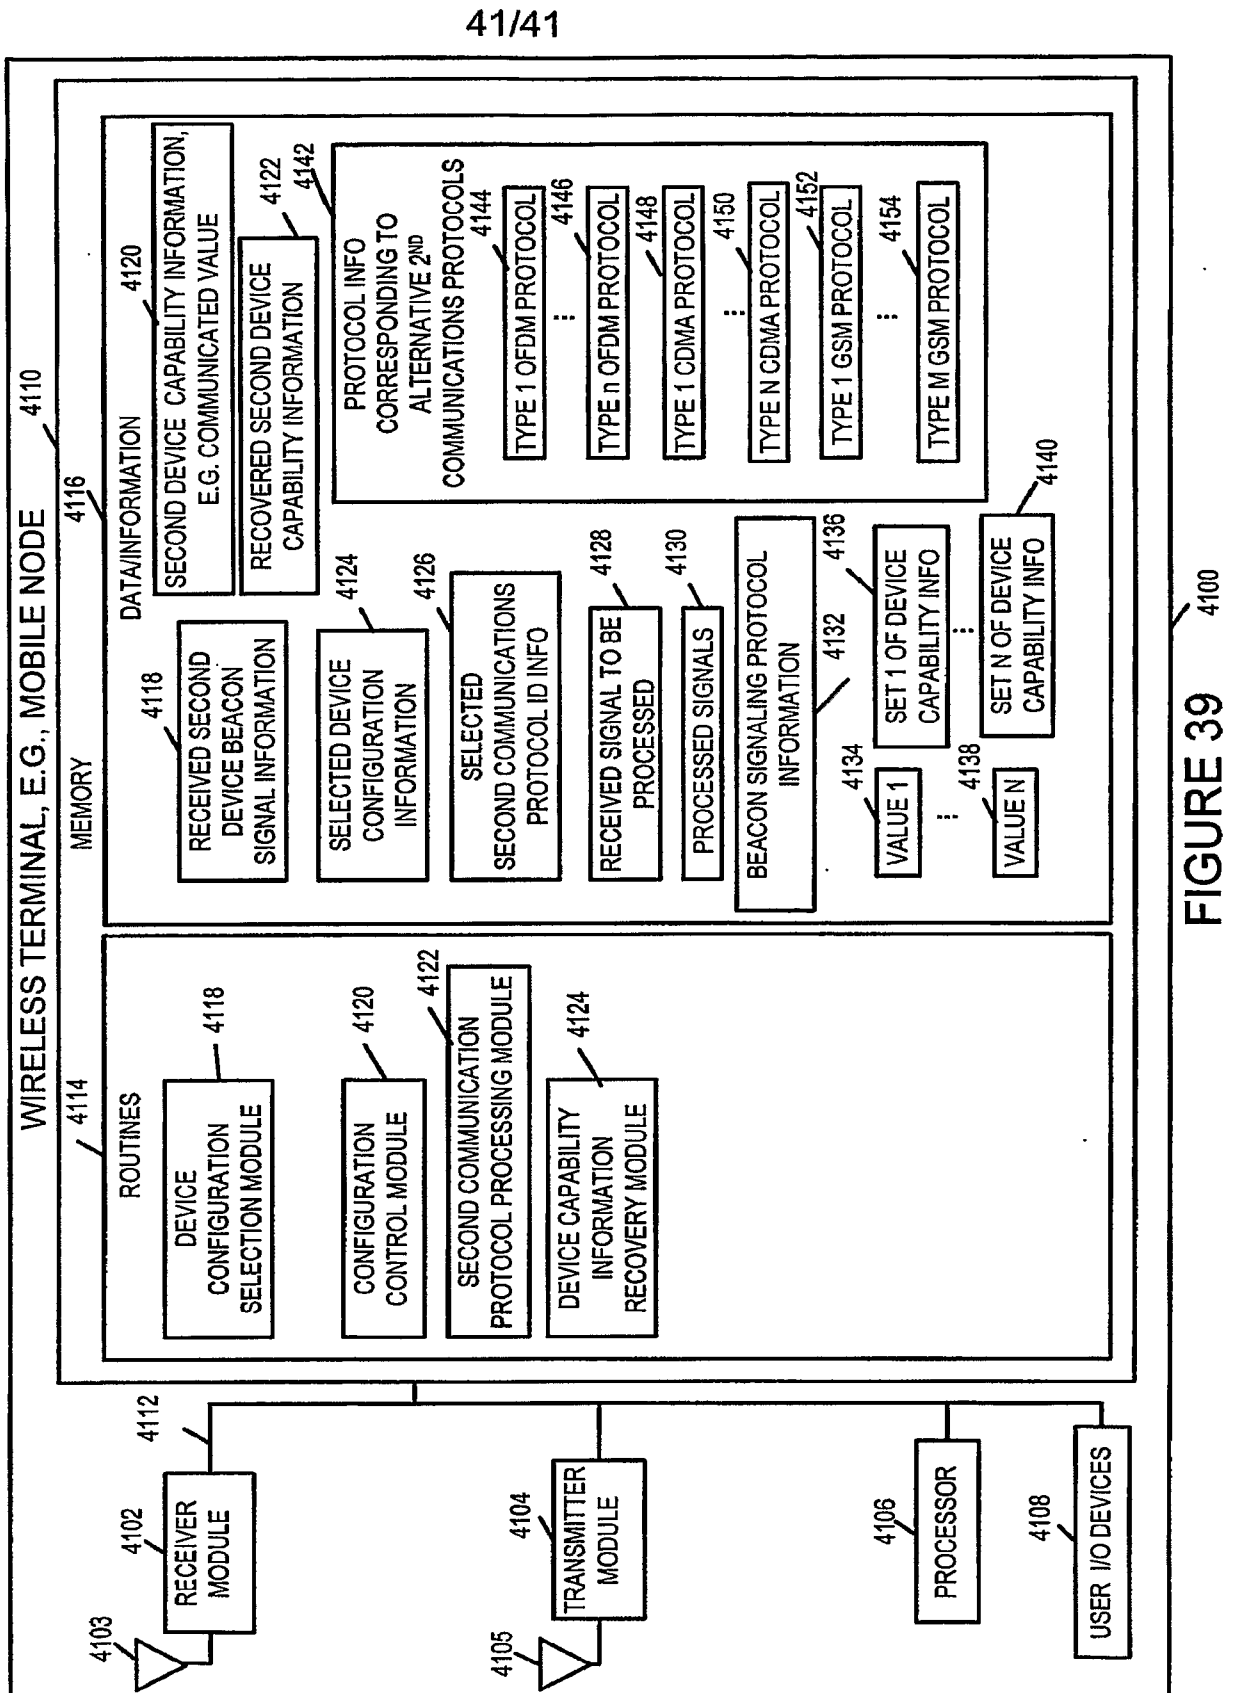 41/41
WIRELESS TERMINAL, E.G., MOBILE NODE
4110
MEMORY
4114
ROUTINES
DEVICE
CONFIGURATION
SELECTION MODULE
4118
CONFIGURATION
CONTROL MODULE
4120
SECOND COMMUNICATION
PROTOCOL PROCESSING MODULE
4122
DEVICE CAPABILITY
INFORMATION
RECOVERY MODULE
4124
4116
DATA/INFORMATION
4118
RECEIVED SECOND
DEVICE BEACON
SIGNAL INFORMATION
4120
SECOND DEVICE CAPABILITY INFORMATION,
E.G. COMMUNICATED VALUE
4122
RECOVERED SECOND DEVICE
CAPABILITY INFORMATION
4124
SELECTED DEVICE
CONFIGURATION
INFORMATION
4126
SELECTED
SECOND COMMUNICATIONS
PROTOCOL ID INFO
4128
RECEIVED SIGNAL TO BE
PROCESSED
4130
PROCESSED SIGNALS
BEACON SIGNALING PROTOCOL
INFORMATION
4132
4134
VALUE 1
4136
SET 1 OF DEVICE
CAPABILITY INFO
...
...
4138
VALUE N
4140
SET N OF DEVICE
CAPABILITY INFO
4142
PROTOCOL INFO
CORRESPONDING TO
ALTERNATIVE 2ND
COMMUNICATIONS PROTOCOLS
4144
TYPE 1 OFDM PROTOCOL
...
4146
TYPE n OFDM PROTOCOL
4148
TYPE 1 CDMA PROTOCOL
...
4150
TYPE N CDMA PROTOCOL
4152
TYPE 1 GSM PROTOCOL
...
4154
TYPE M GSM PROTOCOL
4103
4102
RECEIVER
MODULE
4112
4105
4104
TRANSMITTER
MODULE
4106
PROCESSOR
4108
USER I/O DEVICES
4100
FIGURE 39